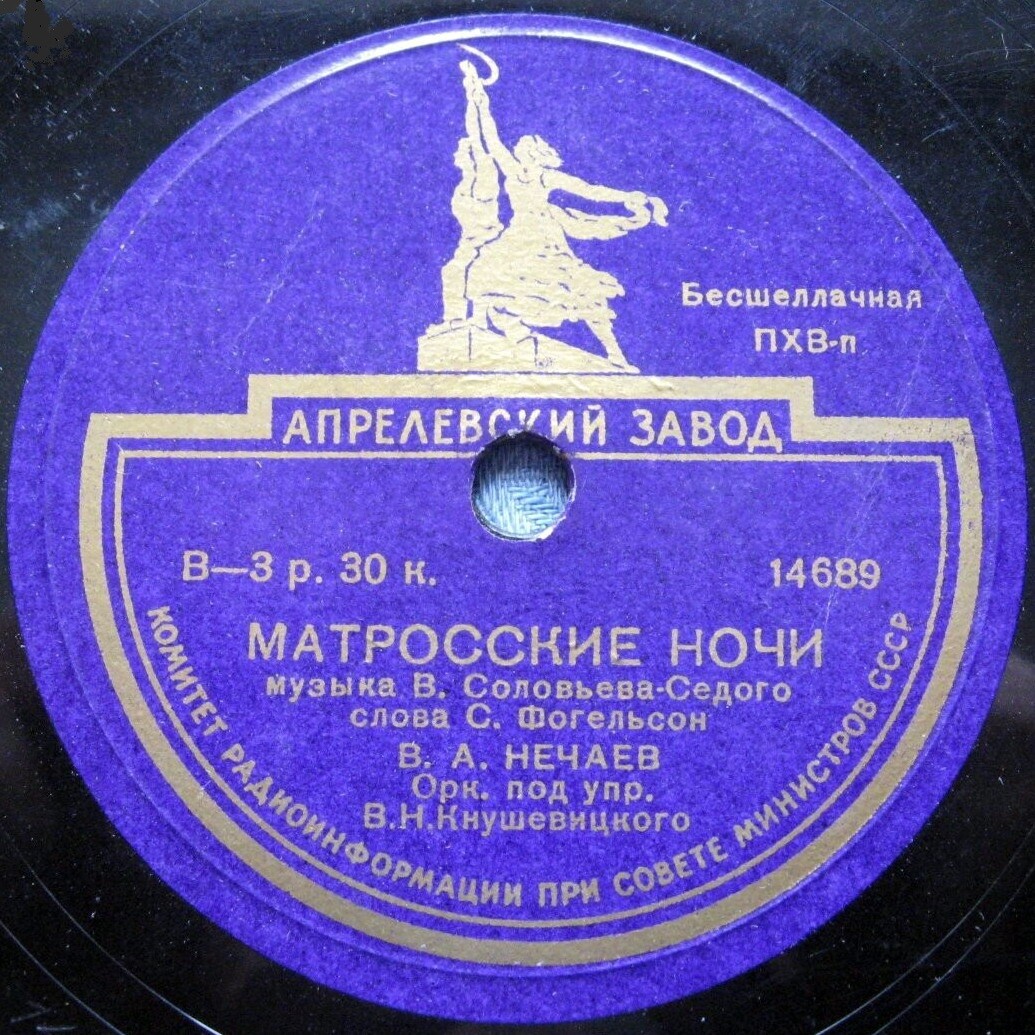 Бесшеллачная
ПХВ-п
АПРЕЛЕВСКИЙ ЗАВОД
В—3 р. 30 к.
14689
МАТРОССКИЕ НОЧИ
музыка В. Соловьева-Седого
слова С. Фогельсон
В. А. НЕЧАЕВ
Орк. под упр.
В.Н.Кнушевицкого
КОМИТЕТ РАДИОИНФОРМАЦИИ ПРИ СОВЕТЕ МИНИСТРОВ СССР